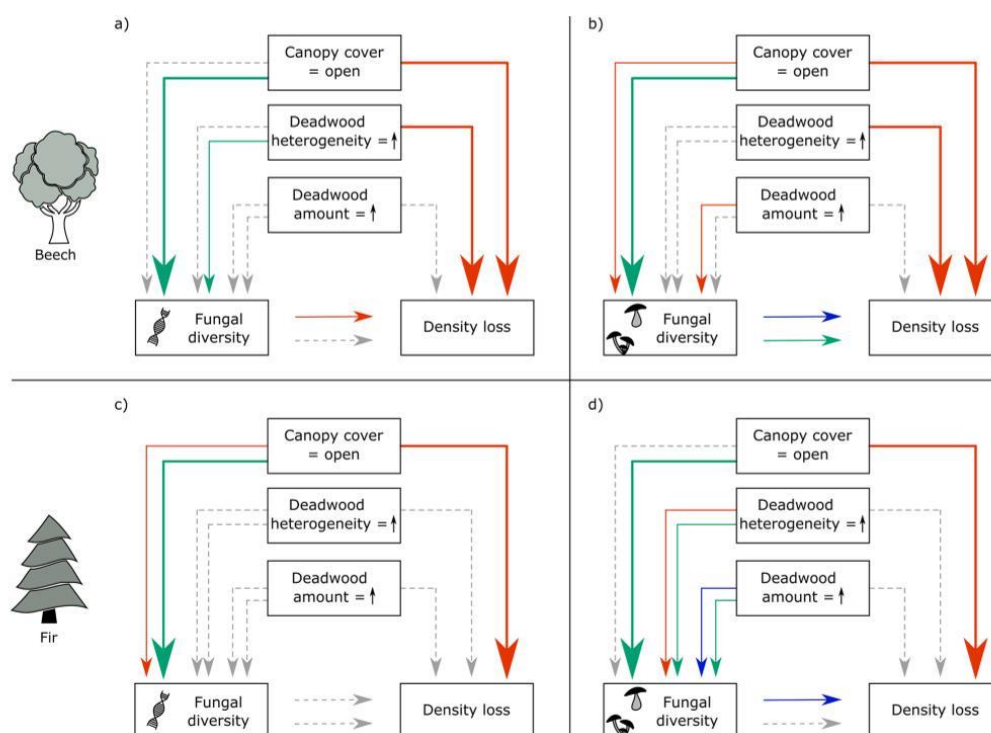 a)
Canopy cover
= open
Deadwood
heterogeneity = ↑
Deadwood
amount = ↑
Beech
Fungal
diversity
Density loss
b)
Canopy cover
= open
Deadwood
heterogeneity = ↑
Deadwood
amount = ↑
Fungal
diversity
Density loss
c)
Canopy cover
= open
Deadwood
heterogeneity = ↑
Deadwood
amount = ↑
Fir
Fungal
diversity
Density loss
d)
Canopy cover
= open
Deadwood
heterogeneity = ↑
Deadwood
amount = ↑
Fungal
diversity
Density loss